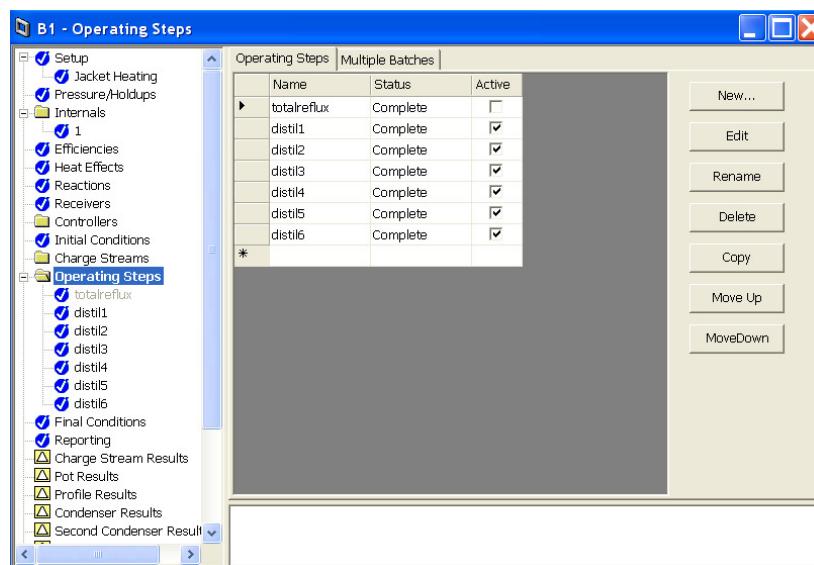 B1 - Operating Steps
Setup
Jacket Heating
Pressure/Holdups
Internals
1
Efficiencies
Heat Effects
Reactions
Receivers
Controllers
Initial Conditions
Charge Streams
Operating Steps
totalreflux
distil1
distil2
distil3
distil4
distil5
distil6
Final Conditions
Reporting
Charge Stream Results
Pot Results
Profile Results
Condenser Results
Second Condenser Result
Operating Steps Multiple Batches
Name Status Active
totalreflux Complete
distil1 Complete
distil2 Complete
distil3 Complete
distil4 Complete
distil5 Complete
distil6 Complete
*
New...
Edit
Rename
Delete
Copy
Move Up
MoveDown